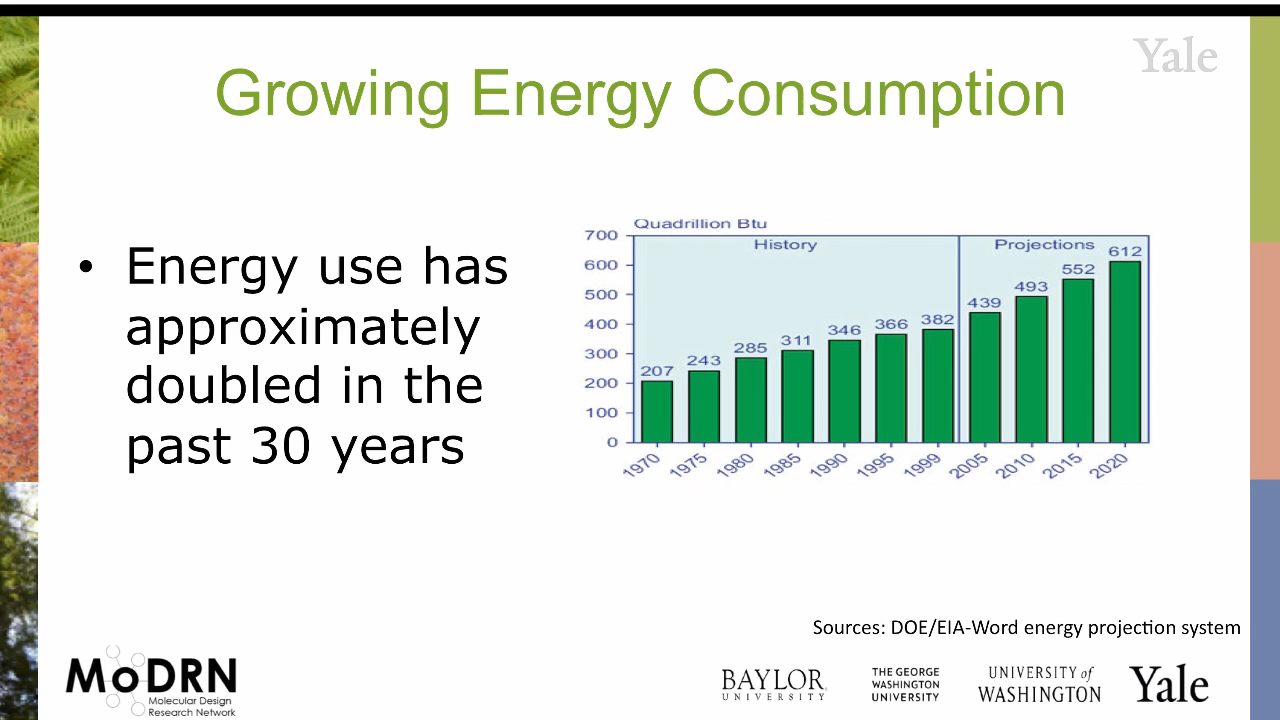 Yale
Growing Energy Consumption
• Energy use has
approximately
doubled in the
past 30 years
Quadrillion Btu
History
Projections
700
600
500
400
300
200
100
0
207
243
285
311
346
366
382
439
493
552
612
1970
1975
1980
1985
1990
1995
1999
2005
2010
2015
2020
Sources: DOE/EIA-Word energy projection system
MoDRN
Molecular Design
Research Network
BAYLOR
UNIVERSITY
THE GEORGE
WASHINGTON
UNIVERSITY
UNIVERSITY of
WASHINGTON
Yale